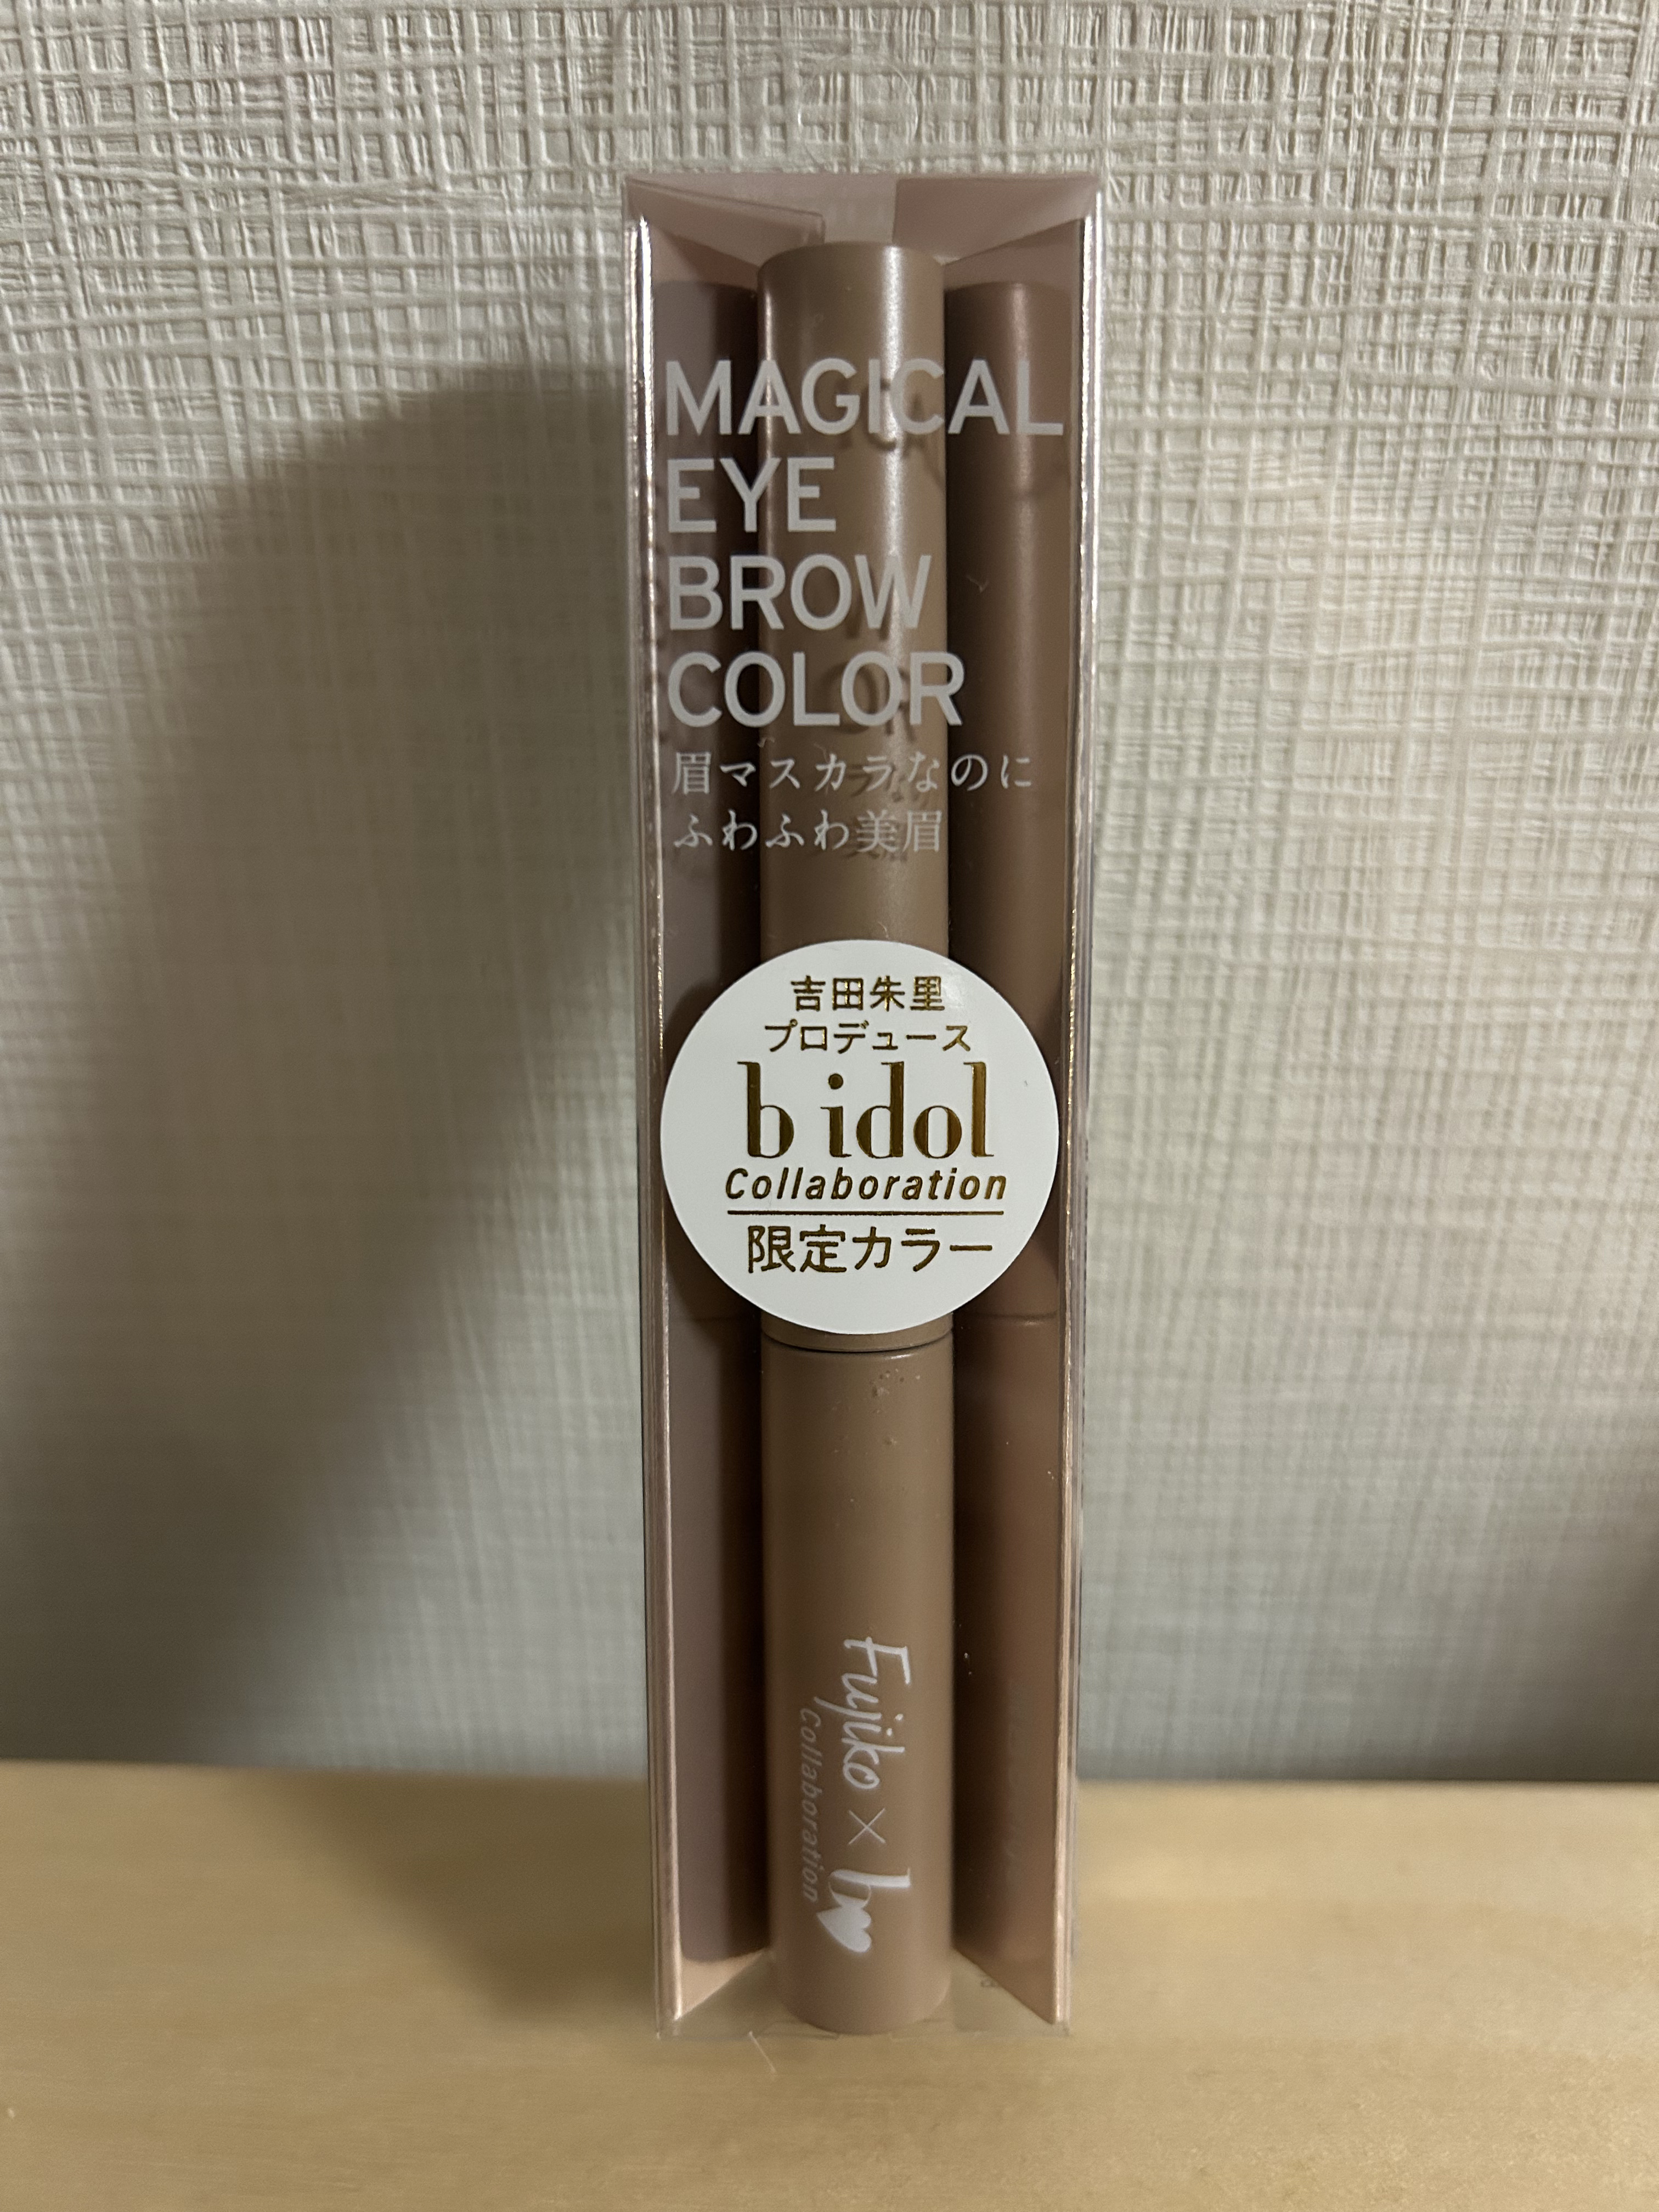 MAGICAL
EYE
BROW
COLOR
眉マスカラなのに
ふわふわ美眉
吉田朱里
プロデュース
b idol
Collaboration
限定カラー
Fujiko × b
Collaboration